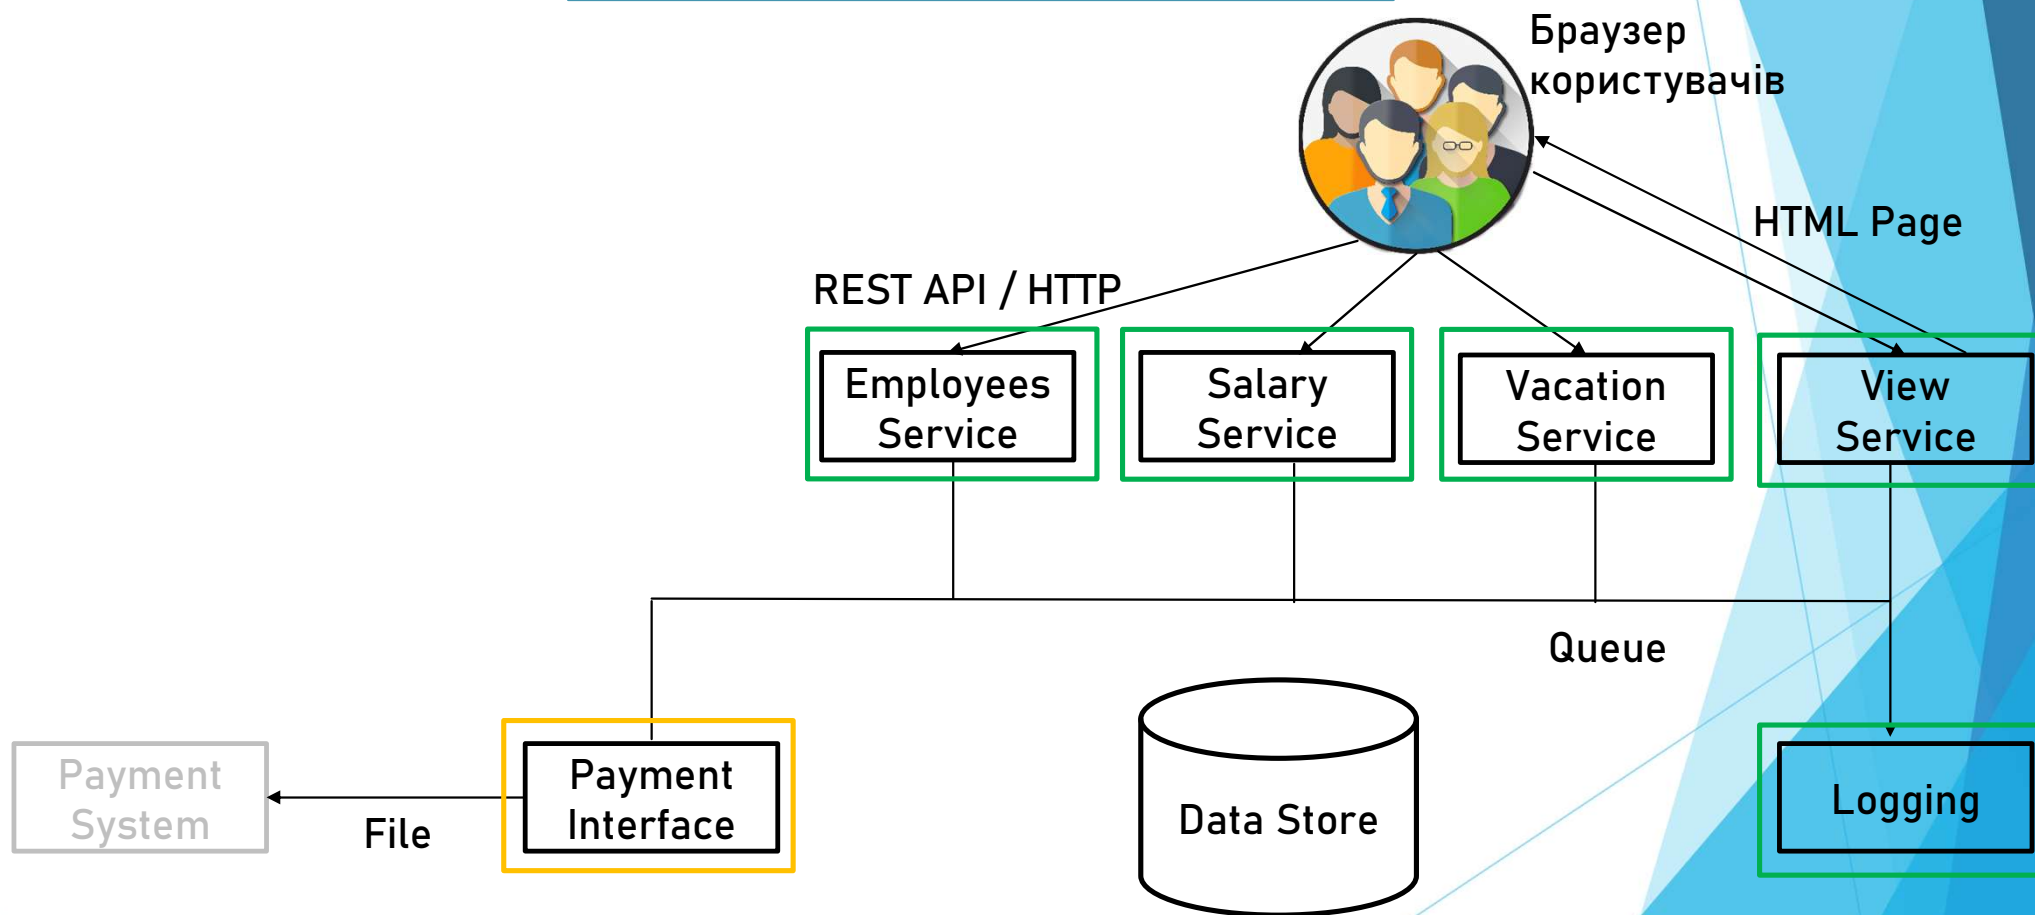 Браузер
користувачів
HTML Page
REST API / HTTP
Employees
Service
Salary
Service
Vacation
Service
View
Service
Queue
Payment
System
File
Payment
Interface
Data Store
Logging